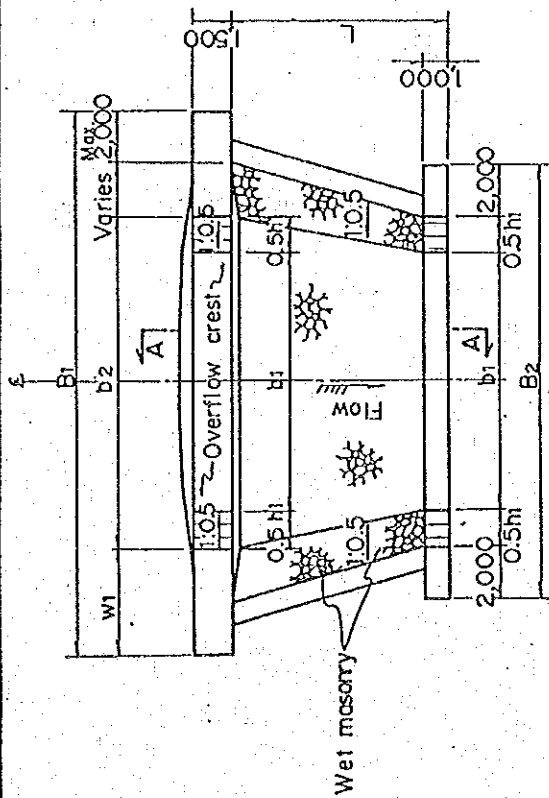 ℄
B1
b2
W1
Varies
Max.
2,000
1,500
L
1,000
1:0.5
Overflow crest
1:0.5
A
0.5h1
b1
0.5h
1:0.5
Flow
1:0.5
A
Wet masonry
2,000
0.5h1
b1
0.5h1
2,000
B2